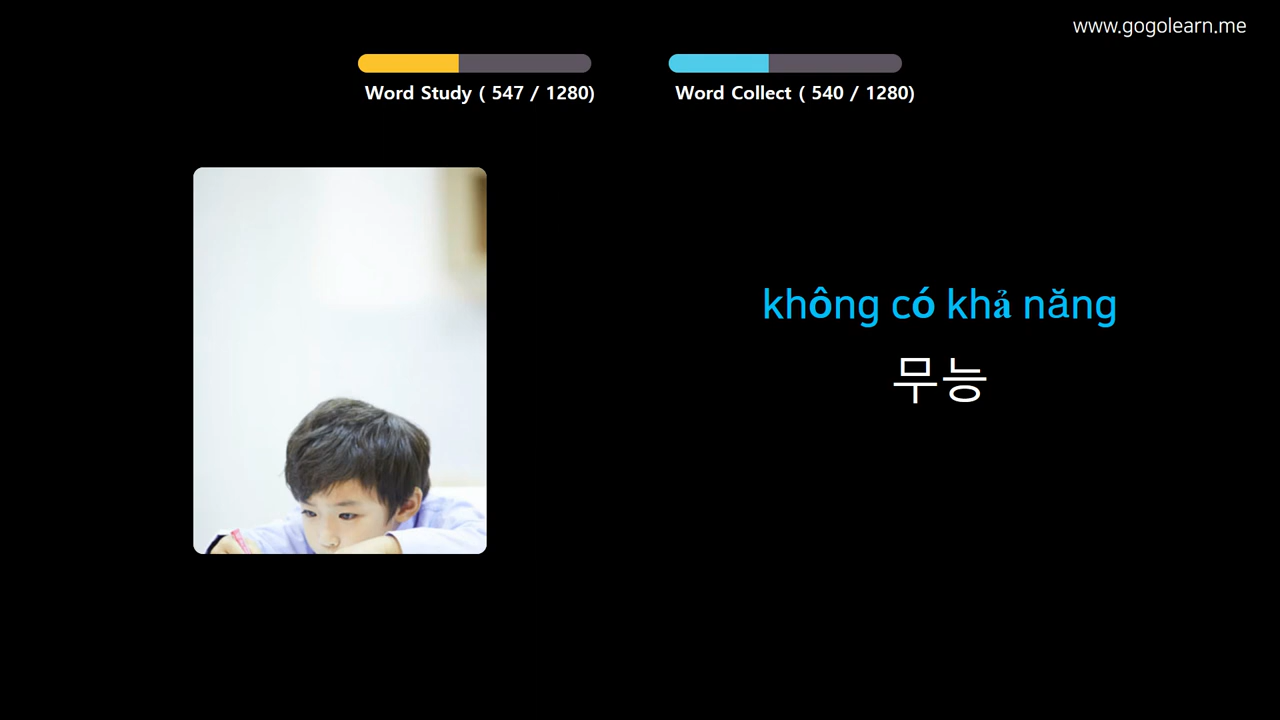 www.gogolearn.me
Word Study ( 547 / 1280)
Word Collect ( 540 / 1280)
không có khả năng
무능